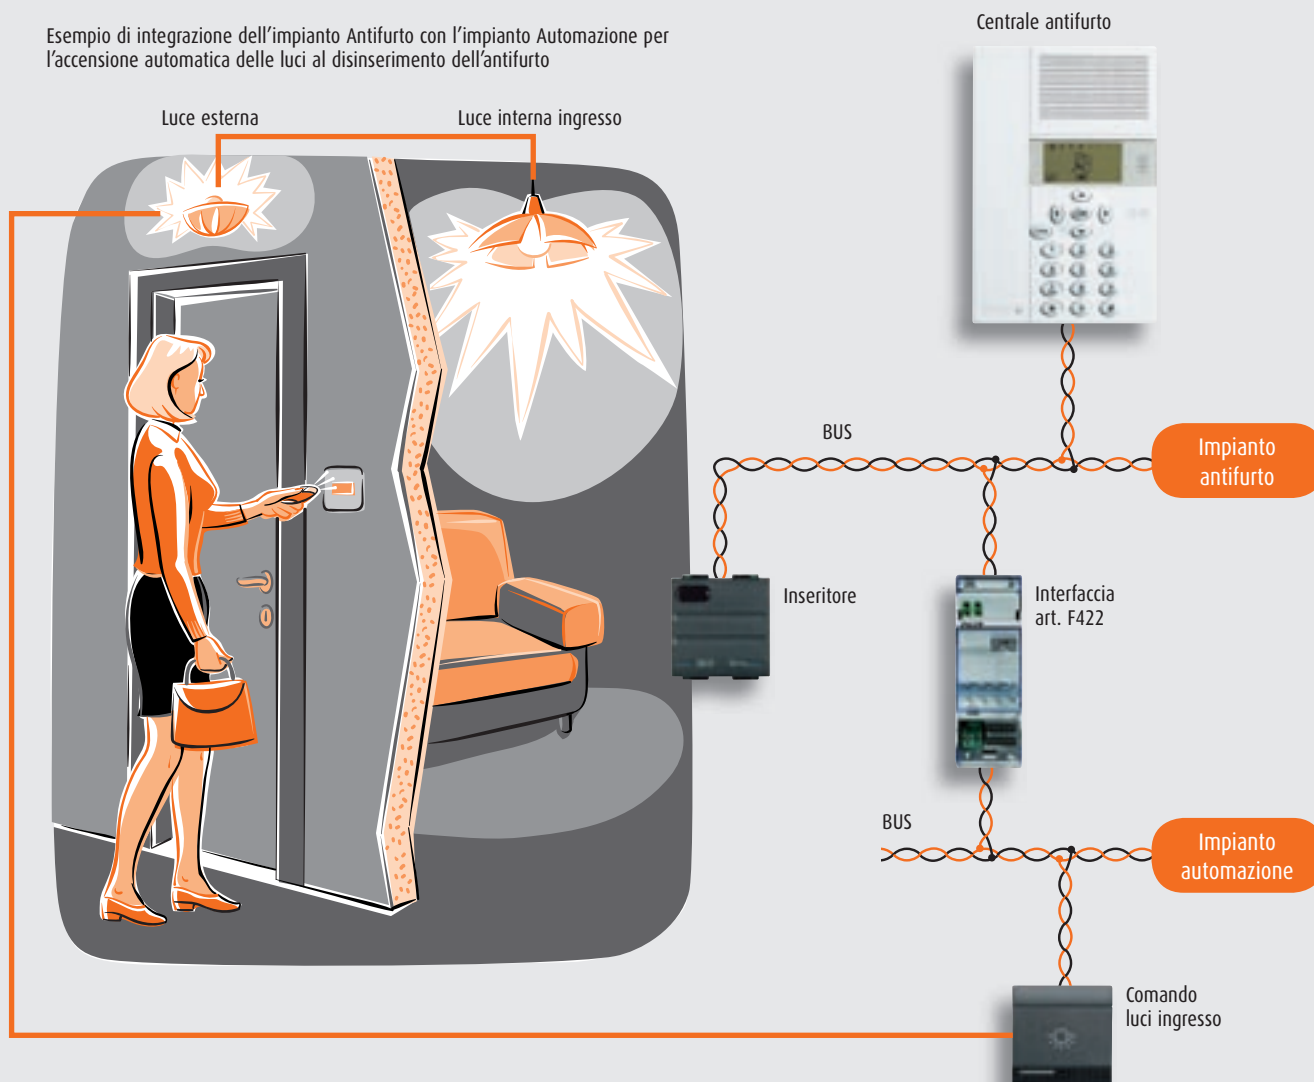 Esempio di integrazione dell'impianto Antifurto con l'impianto Automazione per
l'accensione automatica delle luci al disinserimento dell'antifurto
Centrale antifurto
Luce esterna
Luce interna ingresso
BUS
Impianto
antifurto
Inseritore
Interfaccia
art. F422
BUS
Impianto
automazione
Comando
luci ingresso